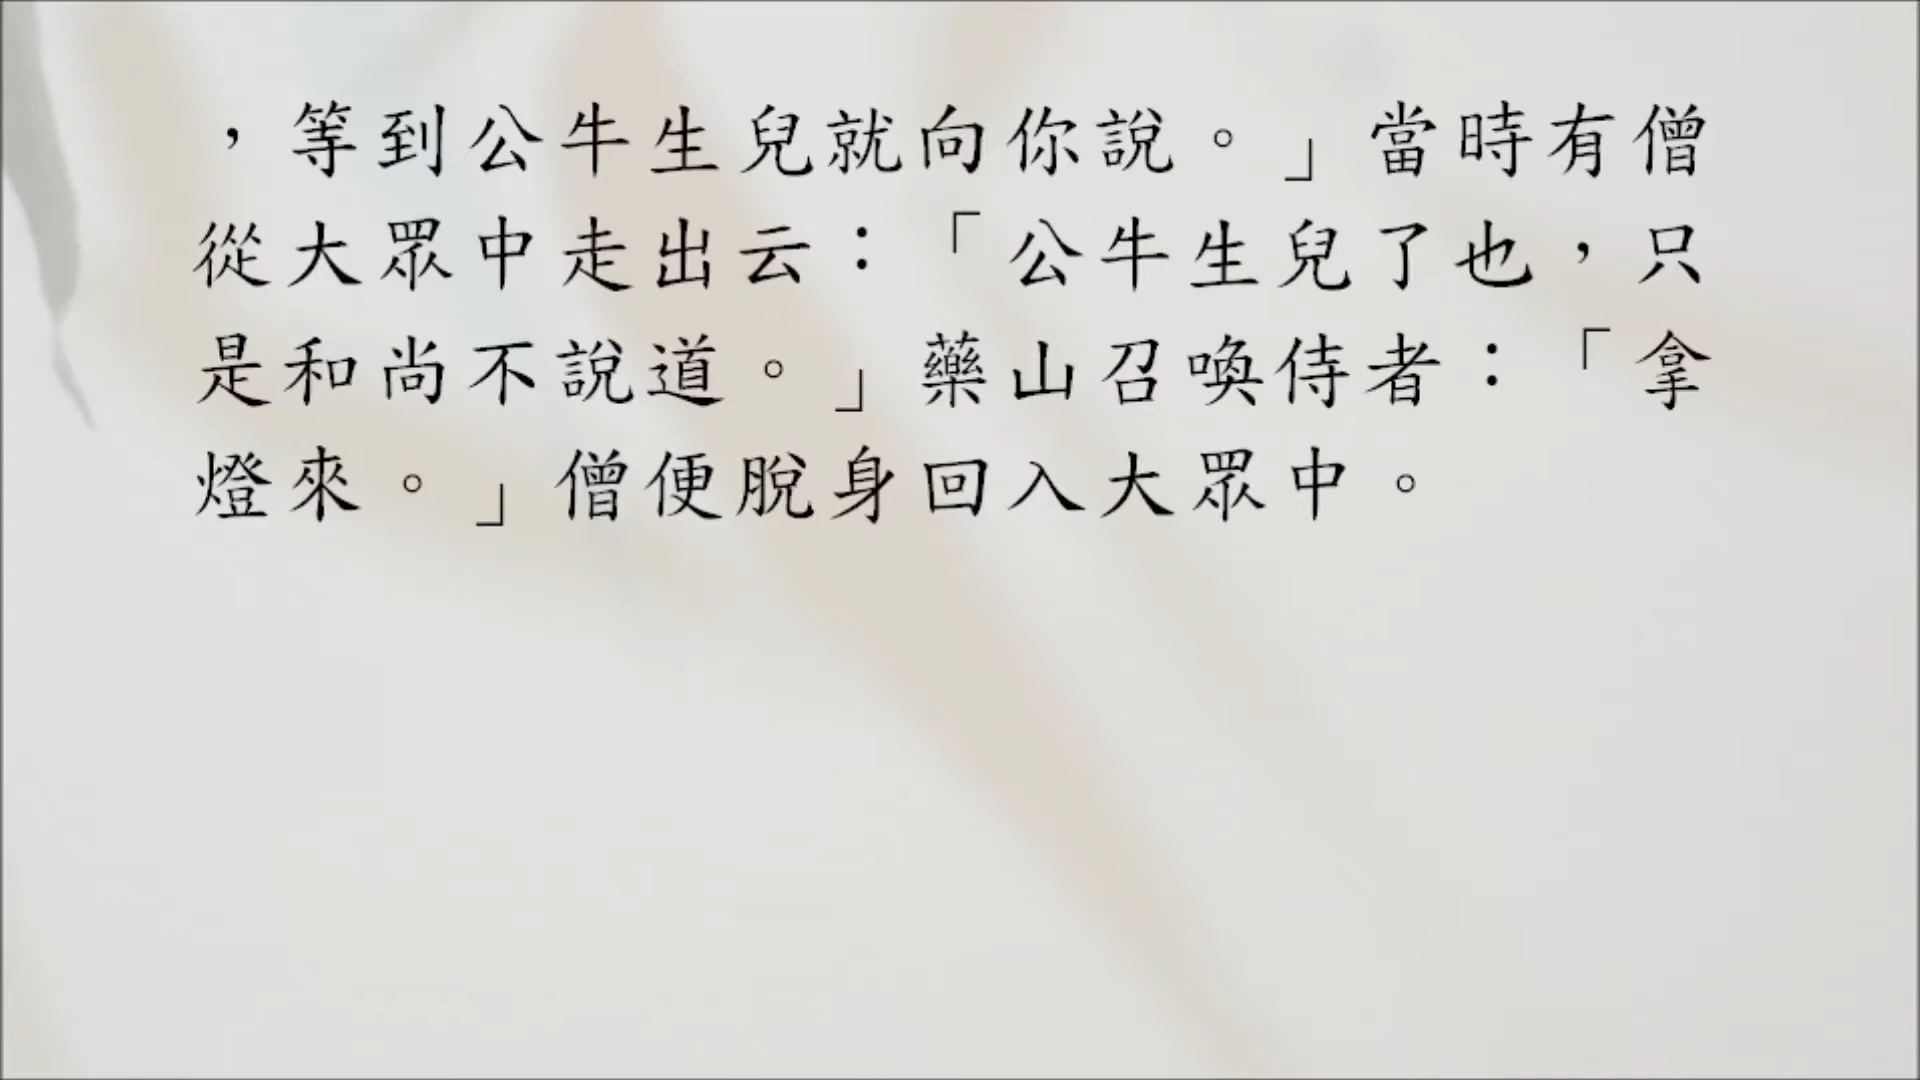 ，等到公牛生兒就向你說。」當時有僧
從大眾中走出云：「公牛生兒了也，只
是和尚不說道。」藥山召喚侍者：「拿
燈來。」僧便脫身回入大眾中。